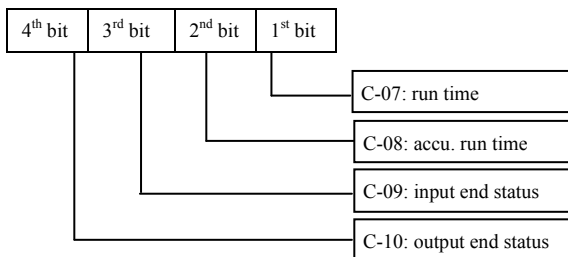 4th bit 3rd bit 2nd bit 1st bit
C-07: run time
C-08: accu. run time
C-09: input end status
C-10: output end status